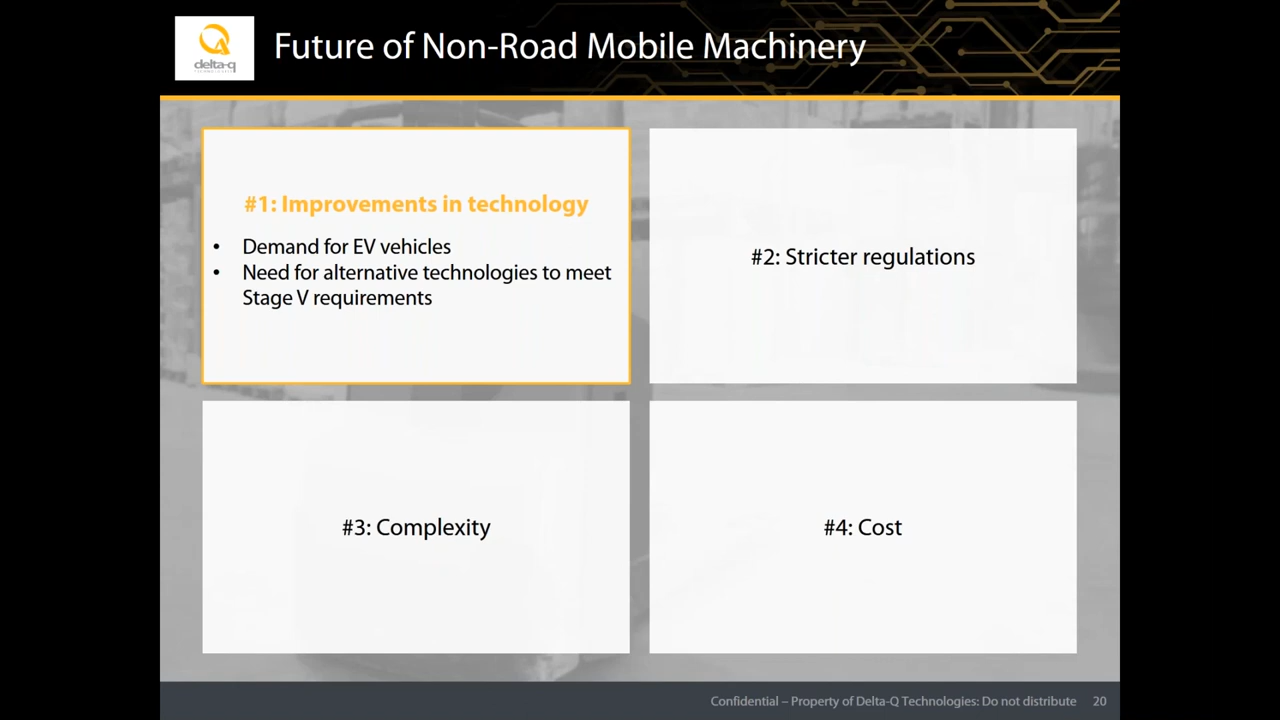 delta-q
TECHNOLOGIES
Future of Non-Road Mobile Machinery
#1: Improvements in technology
• Demand for EV vehicles
• Need for alternative technologies to meet
Stage V requirements
#2: Stricter regulations
#3: Complexity
#4: Cost
Confidential – Property of Delta-Q Technologies: Do not distribute 20